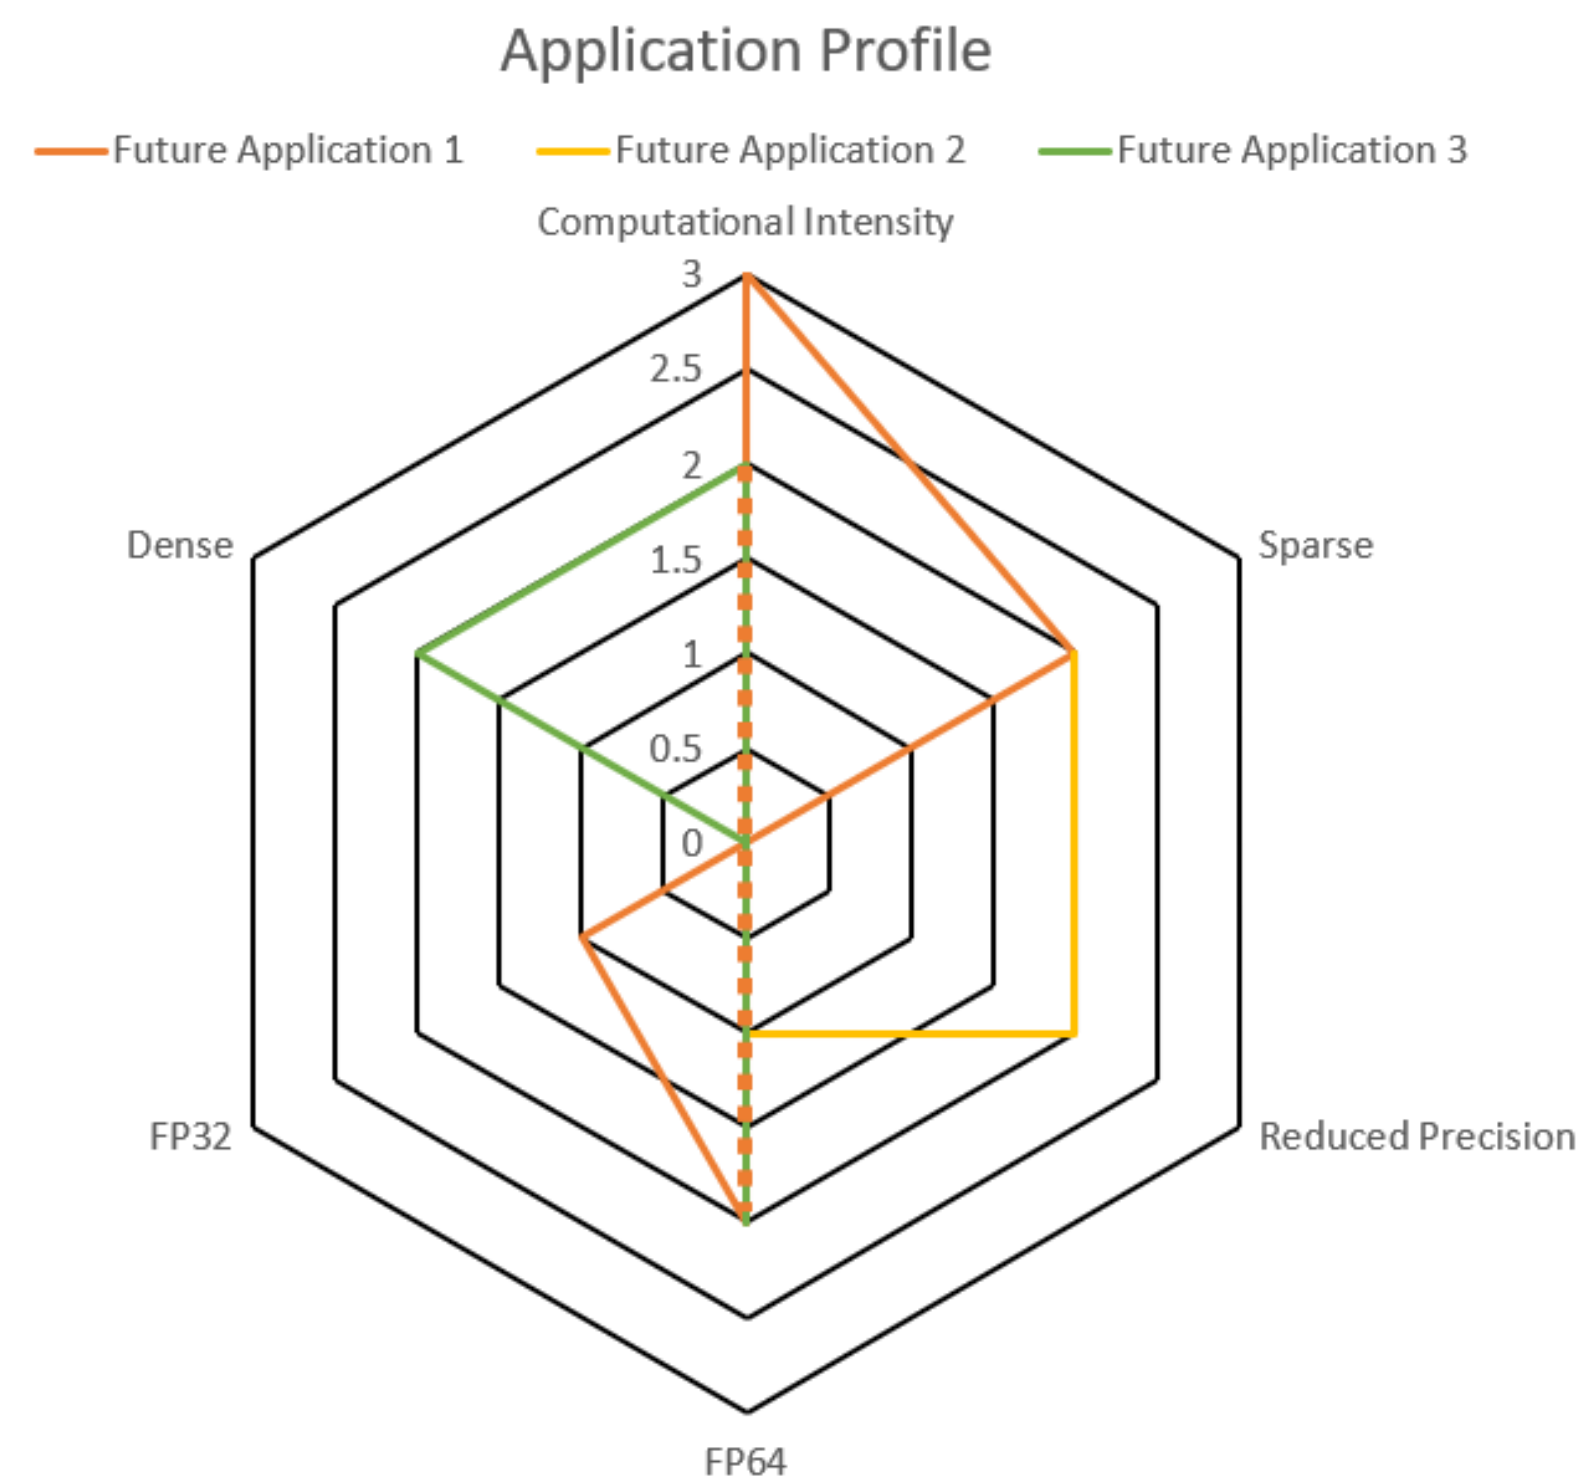 Application Profile
Future Application 1 Future Application 2 Future Application 3
Computational Intensity
3
2.5
2
Dense Sparse
1.5
1
0.5
0
FP32 Reduced Precision
FP64